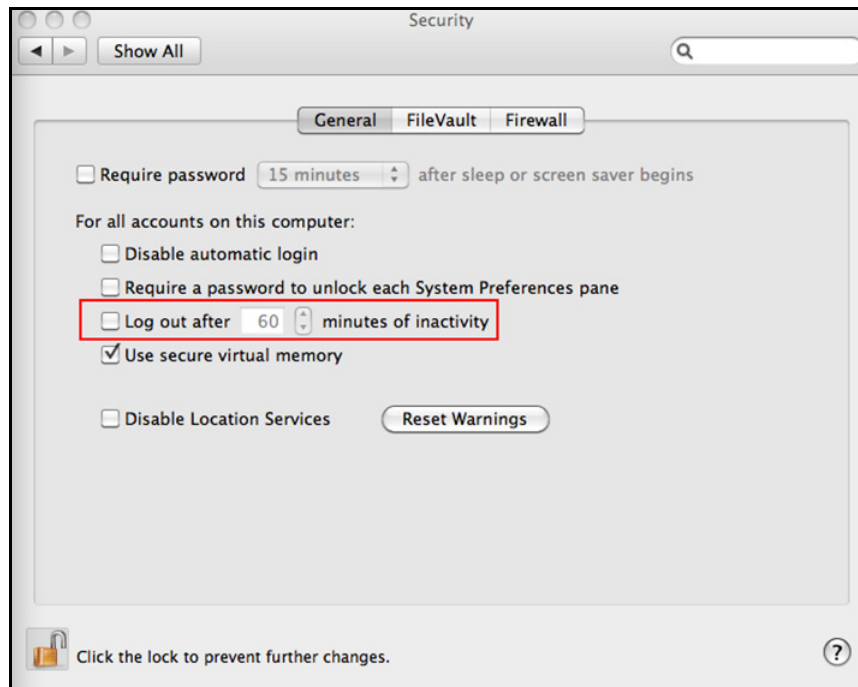 Security
Show All
General FileVault Firewall
Require password 15 minutes after sleep or screen saver begins
For all accounts on this computer:
Disable automatic login
Require a password to unlock each System Preferences pane
Log out after 60 minutes of inactivity
Use secure virtual memory
Disable Location Services Reset Warnings
Click the lock to prevent further changes. ?